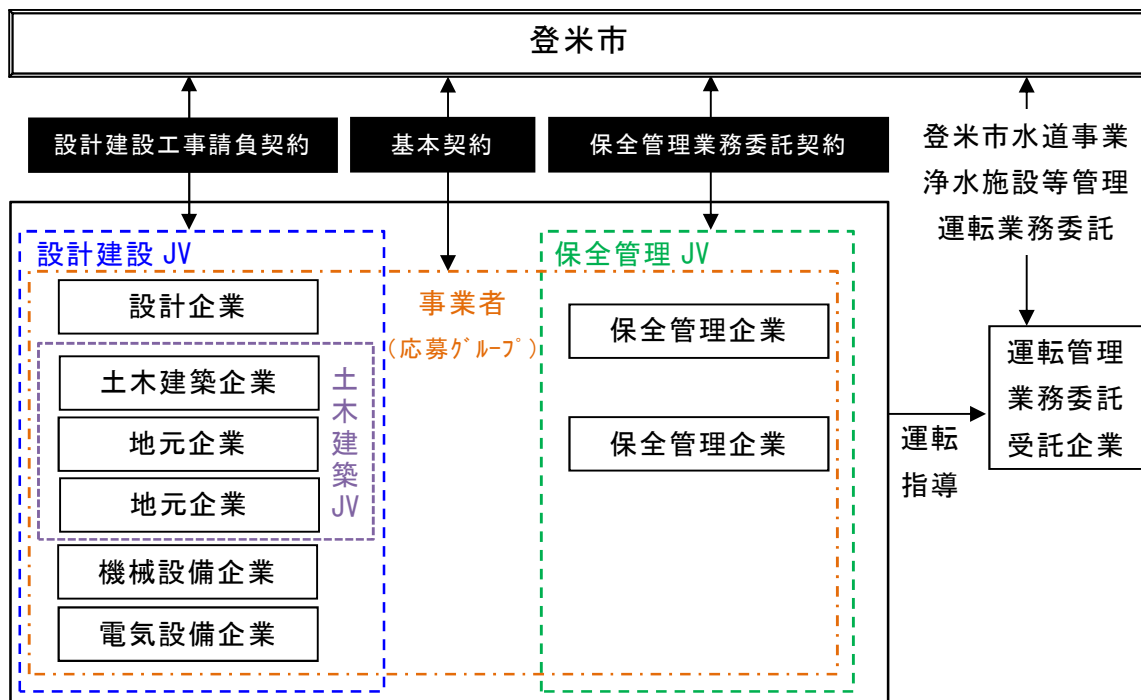 登米市
設計建設工事請負契約
基本契約
保全管理業務委託契約
登米市水道事業
浄水施設等管理
運転業務委託
設計建設 JV
設計企業
土木建築企業
地元企業
地元企業
土木建築JV
機械設備企業
電気設備企業
事業者
(応募ｸﾞﾙｰﾌﾟ)
保全管理 JV
保全管理企業
保全管理企業
運転
指導
運転管理
業務委託
受託企業